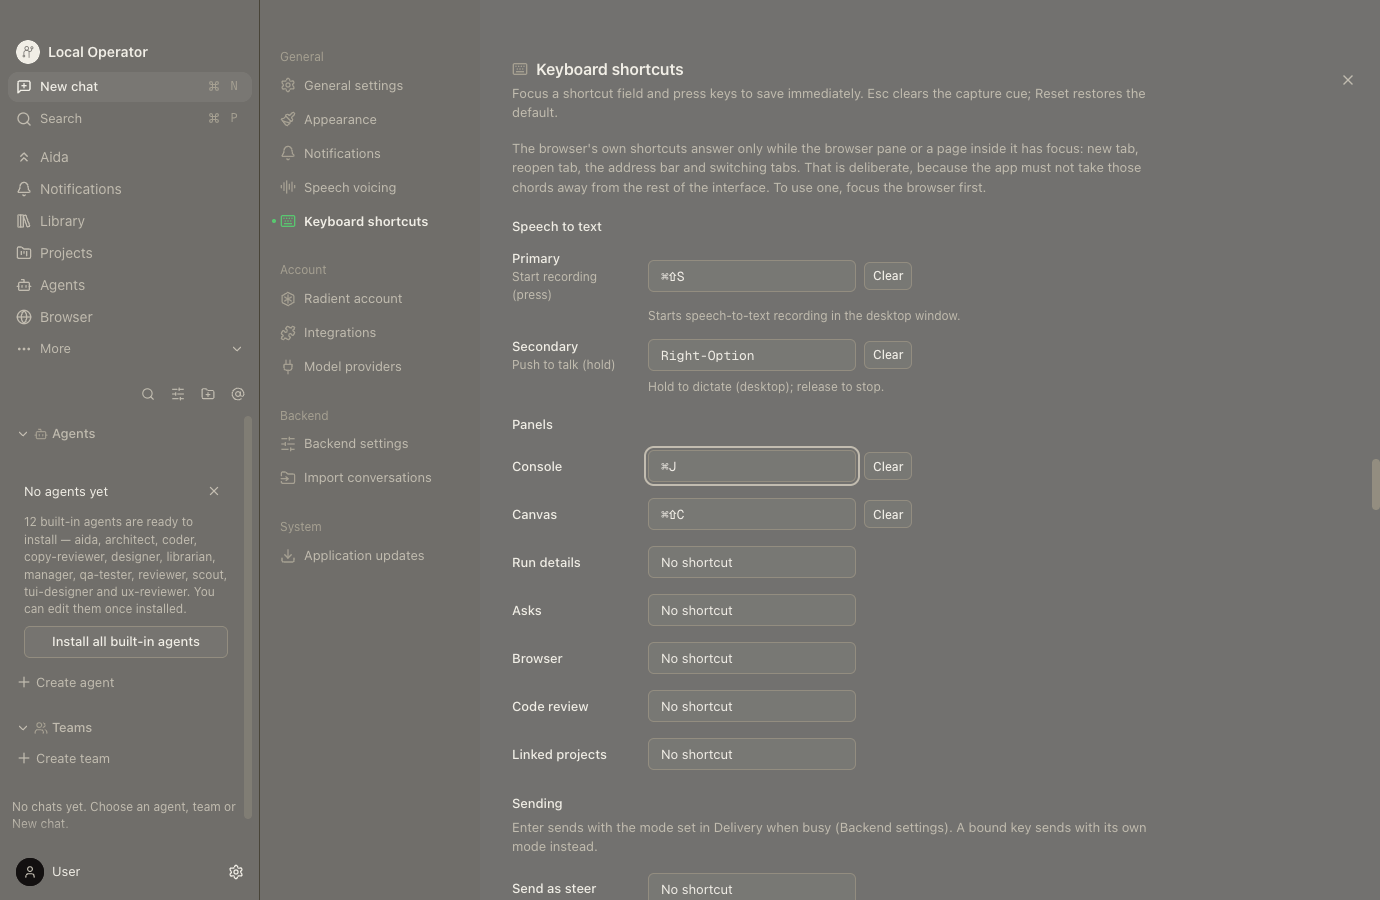 Local Operator
New chat ⌘ N
Search ⌘ P
Aida
Notifications
Library
Projects
Agents
Browser
More
Agents
No agents yet
12 built-in agents are ready to
install — aida, architect, coder,
copy-reviewer, designer, librarian,
manager, qa-tester, reviewer, scout,
tui-designer and ux-reviewer. You
can edit them once installed.
Install all built-in agents
Create agent
Teams
Create team
No chats yet. Choose an agent, team or
New chat.
User
General
General settings
Appearance
Notifications
Speech voicing
Keyboard shortcuts
Account
Radient account
Integrations
Model providers
Backend
Backend settings
Import conversations
System
Application updates
Keyboard shortcuts
Focus a shortcut field and press keys to save immediately. Esc clears the capture cue; Reset restores the
default.
The browser's own shortcuts answer only while the browser pane or a page inside it has focus: new tab,
reopen tab, the address bar and switching tabs. That is deliberate, because the app must not take those
chords away from the rest of the interface. To use one, focus the browser first.
Speech to text
Primary
Start recording
(press)
⌘⇧S
Clear
Starts speech-to-text recording in the desktop window.
Secondary
Push to talk (hold)
Right-Option
Clear
Hold to dictate (desktop); release to stop.
Panels
Console ⌘J Clear
Canvas ⌘⇧C Clear
Run details No shortcut
Asks No shortcut
Browser No shortcut
Code review No shortcut
Linked projects No shortcut
Sending
Enter sends with the mode set in Delivery when busy (Backend settings). A bound key sends with its own
mode instead.
Send as steer No shortcut